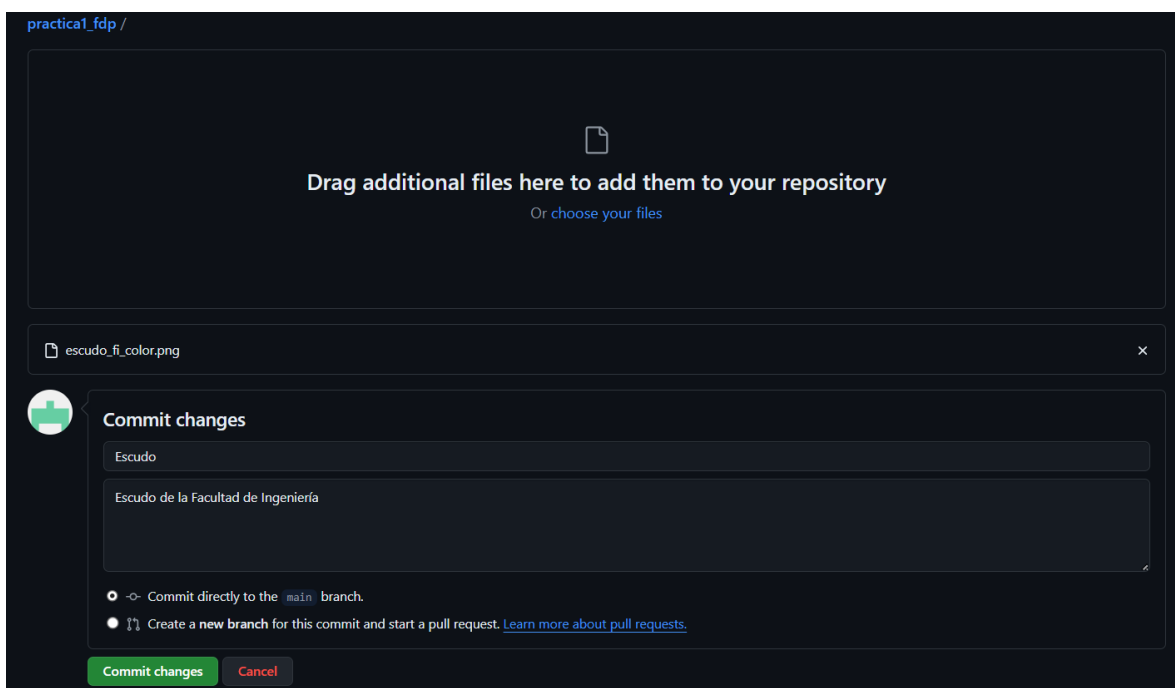 practica1_fdp /
Drag additional files here to add them to your repository
Or choose your files
escudo_fi_color.png
Commit changes
Escudo
Escudo de la Facultad de Ingeniería
Commit directly to the main branch.
Create a new branch for this commit and start a pull request. Learn more about pull requests.
Commit changes Cancel